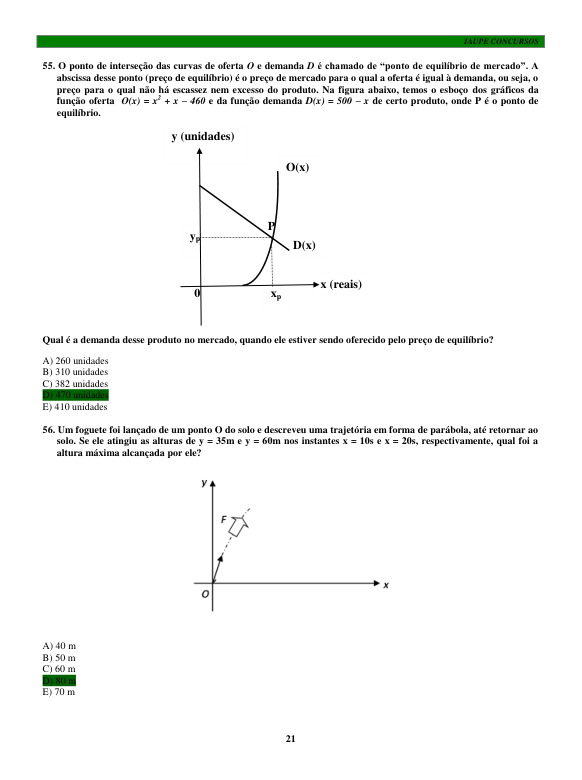 IAUPE CONCURSOS
55. O ponto de interseção das curvas de oferta O e demanda D é chamado de “ponto de equilíbrio de mercado”. A
abscissa desse ponto (preço de equilíbrio) é o preço de mercado para o qual a oferta é igual à demanda, ou seja, o
preço para o qual não há escassez nem excesso do produto. Na figura abaixo, temos o esboço dos gráficos da
função oferta O(x) = x² + x – 460 e da função demanda D(x) = 500 – x de certo produto, onde P é o ponto de
equilíbrio.
y (unidades)
O(x)
P
yₚ
D(x)
x (reais)
0
xₚ
Qual é a demanda desse produto no mercado, quando ele estiver sendo oferecido pelo preço de equilíbrio?
A) 260 unidades
B) 310 unidades
C) 382 unidades
D) 470 unidades
E) 410 unidades
56. Um foguete foi lançado de um ponto O do solo e descreveu uma trajetória em forma de parábola, até retornar ao
solo. Se ele atingiu as alturas de y = 35m e y = 60m nos instantes x = 10s e x = 20s, respectivamente, qual foi a
altura máxima alcançada por ele?
y
F
x
O
A) 40 m
B) 50 m
C) 60 m
D) 80 m
E) 70 m
21